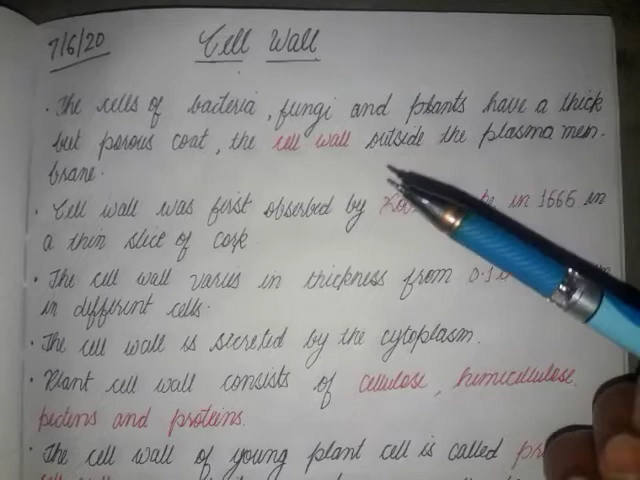 7/6/20
Cell Wall
· The cells of bacteria, fungi and plants have a thick
but porous coat, the cell wall outside the plasma mem-
brane.
· Cell wall was first observed by in 1665 in
a thin slice of cork
· The cell wall varies in thickness from
in different cells.
· The cell wall is secreted by the cytoplasm.
· Plant cell wall consists of cellulose, hemicellulose,
pectins and proteins.
· The cell wall of young plant cell is called